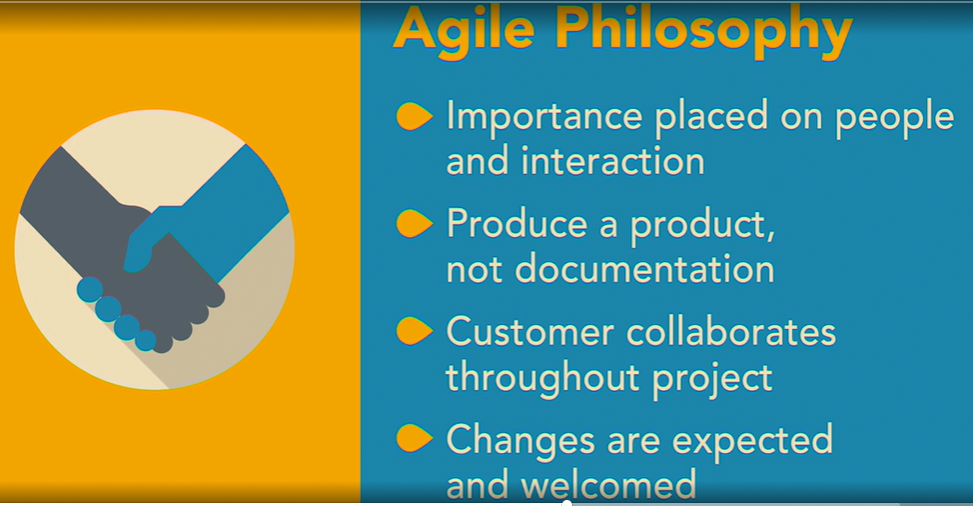 Agile Philosophy
Importance placed on people
and interaction
Produce a product,
not documentation
Customer collaborates
throughout project
Changes are expected
and welcomed